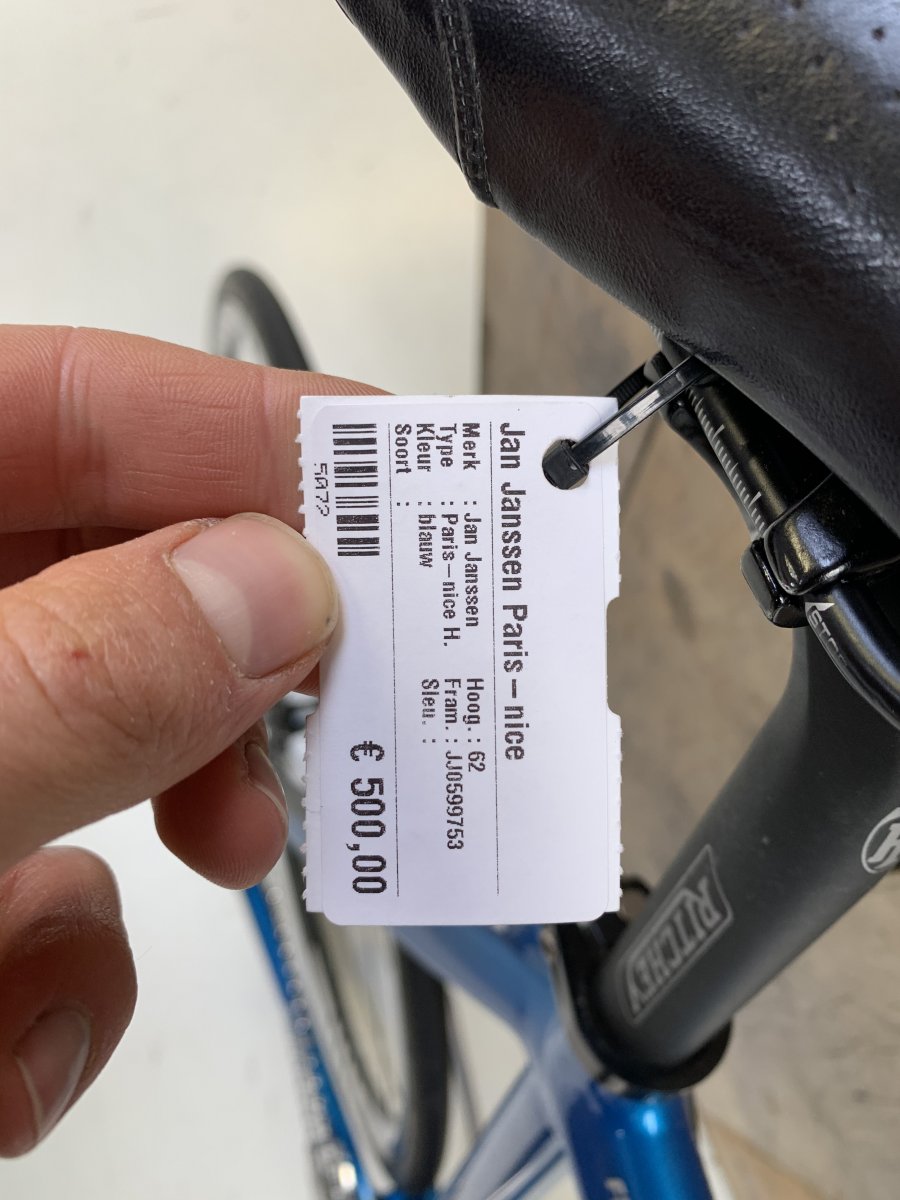 Jan Janssen Paris-nice
Merk : Jan Janssen Hoog. : 62
Type : Paris-nice H. Fram. : JJ0599753
Kleur : blauw Sleu. :
Soort :
€ 500,00
5073
RITCHEY